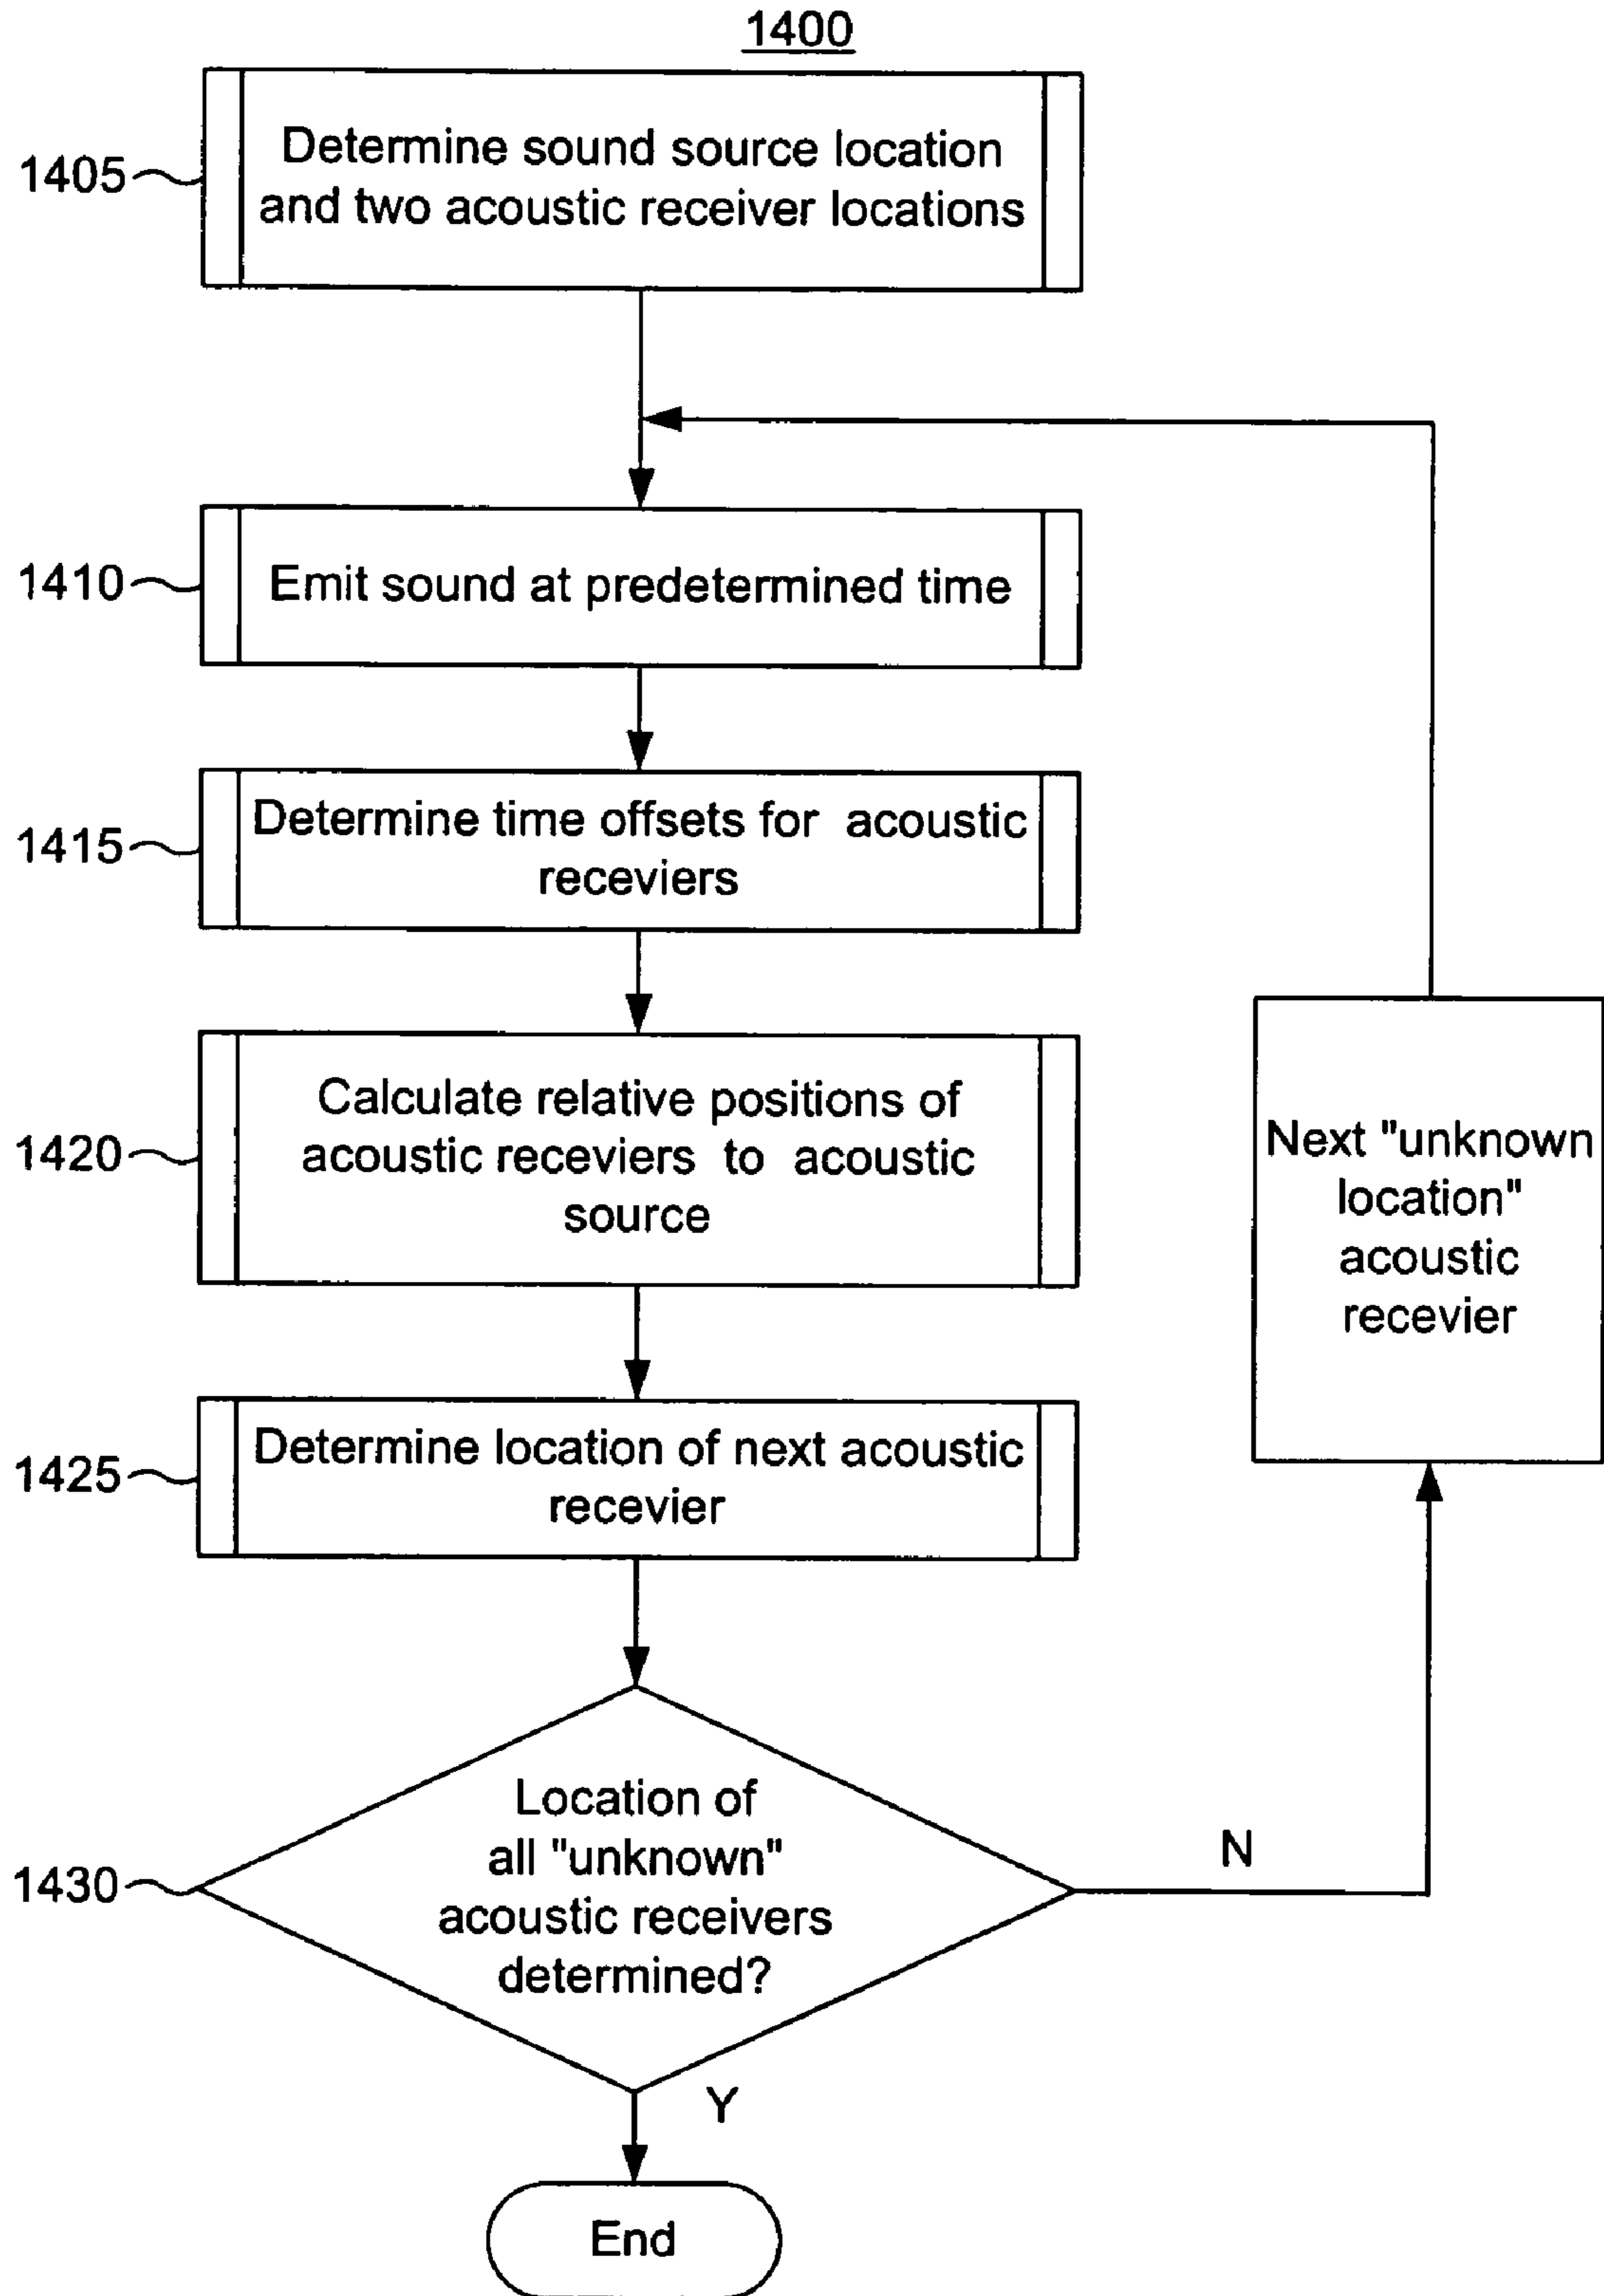 1400
1405
Determine sound source location
and two acoustic receiver locations
1410
Emit sound at predetermined time
1415
Determine time offsets for acoustic
receviers
1420
Calculate relative positions of
acoustic receviers to acoustic
source
Next "unknown
location"
acoustic
recevier
1425
Determine location of next acoustic
recevier
1430
Location of
all "unknown"
acoustic receivers
determined?
N
Y
End